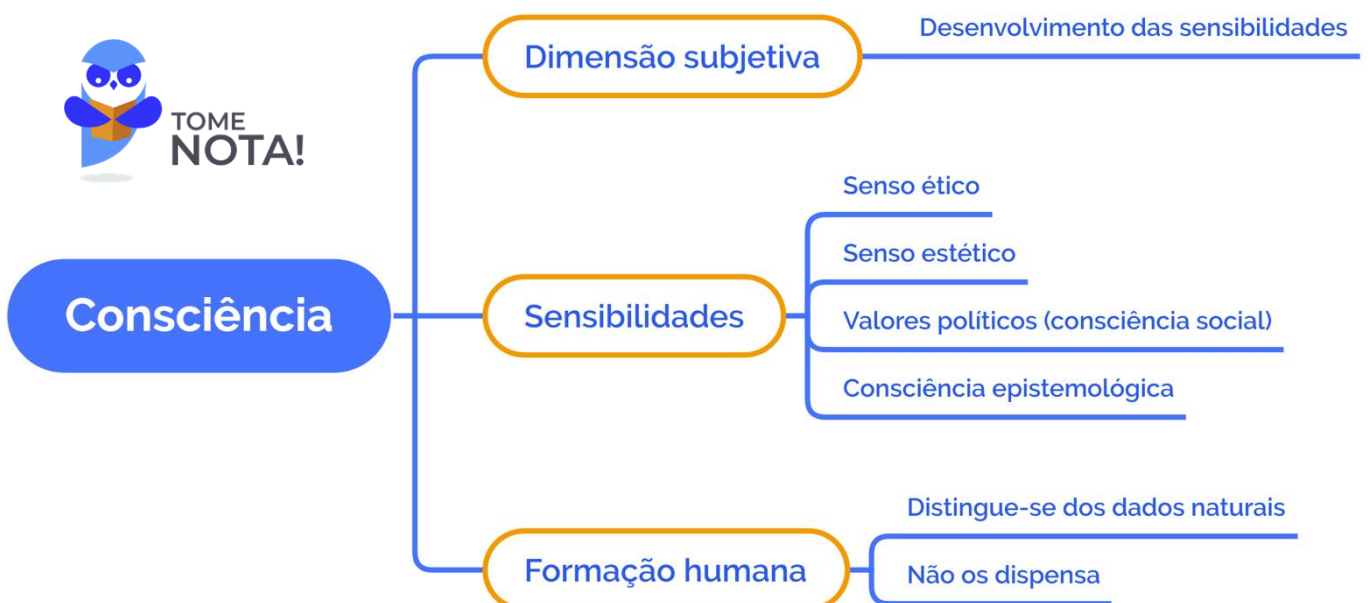 TOME
NOTA!
Consciência
Dimensão subjetiva
Desenvolvimento das sensibilidades
Sensibilidades
Senso ético
Senso estético
Valores políticos (consciência social)
Consciência epistemológica
Formação humana
Distingue-se dos dados naturais
Não os dispensa